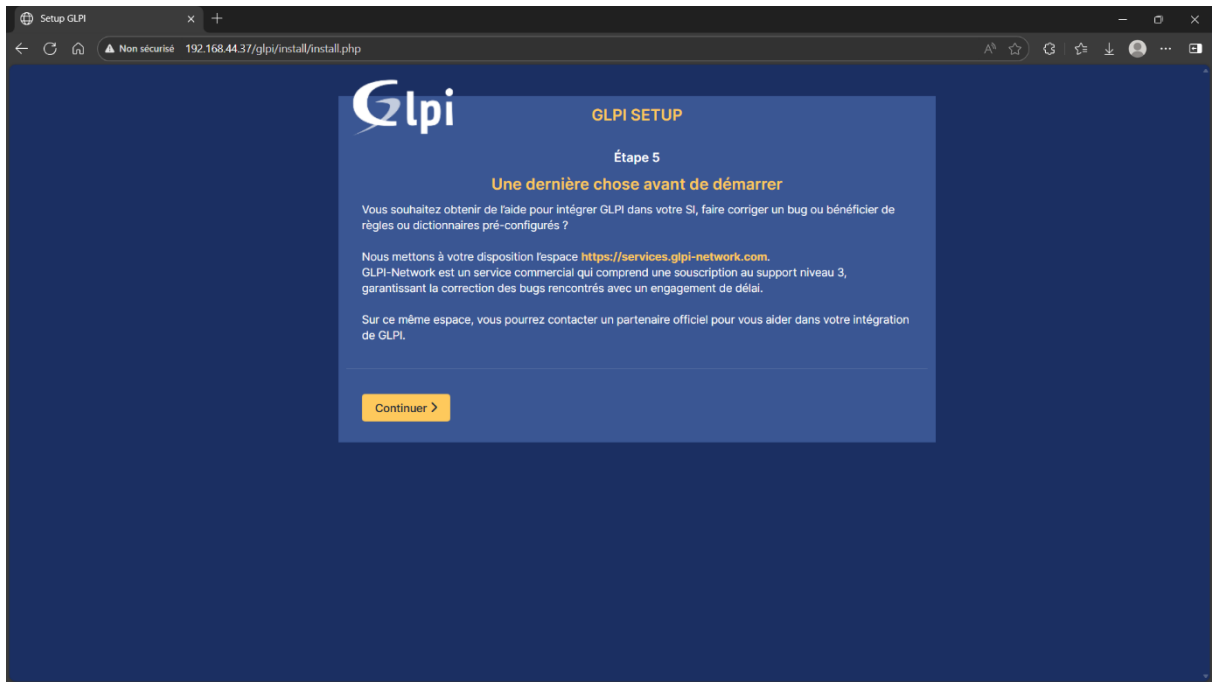 Setup GLPI
Non sécurisé 192.168.44.37/glpi/install/install.php
Glpi
GLPI SETUP
Étape 5
Une dernière chose avant de démarrer
Vous souhaitez obtenir de l'aide pour intégrer GLPI dans votre SI, faire corriger un bug ou bénéficier de
règles ou dictionnaires pré-configurés ?
Nous mettons à votre disposition l'espace https://services.glpi-network.com.
GLPI-Network est un service commercial qui comprend une souscription au support niveau 3,
garantissant la correction des bugs rencontrés avec un engagement de délai.
Sur ce même espace, vous pourrez contacter un partenaire officiel pour vous aider dans votre intégration
de GLPI.
Continuer